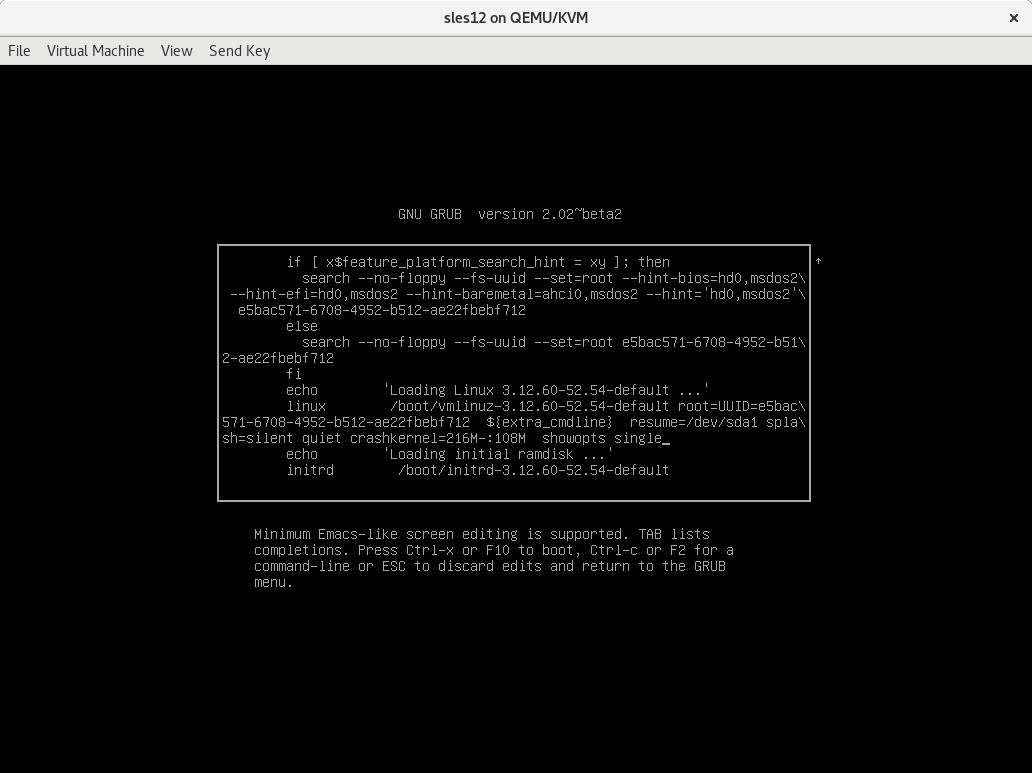 sles12 on QEMU/KVM ×
File Virtual Machine View Send Key
GNU GRUB  version 2.02~beta2
if [ x$feature_platform_search_hint = xy ]; then ↑
search --no-floppy --fs-uuid --set=root --hint-bios=hd0,msdos2\
--hint-efi=hd0,msdos2 --hint-baremetal=ahci0,msdos2 --hint='hd0,msdos2'\
e5bac571-6708-4952-b512-ae22fbebf712
else
search --no-floppy --fs-uuid --set=root e5bac571-6708-4952-b51\
2-ae22fbebf712
fi
echo 'Loading Linux 3.12.60-52.54-default ...'
linux /boot/vmlinuz-3.12.60-52.54-default root=UUID=e5bac\
571-6708-4952-b512-ae22fbebf712  ${extra_cmdline}  resume=/dev/sda1 spla\
sh=silent quiet crashkernel=216M-:108M  showopts single_
echo 'Loading initial ramdisk ...'
initrd /boot/initrd-3.12.60-52.54-default
Minimum Emacs-like screen editing is supported. TAB lists
completions. Press Ctrl-x or F10 to boot, Ctrl-c or F2 for a
command-line or ESC to discard edits and return to the GRUB
menu.